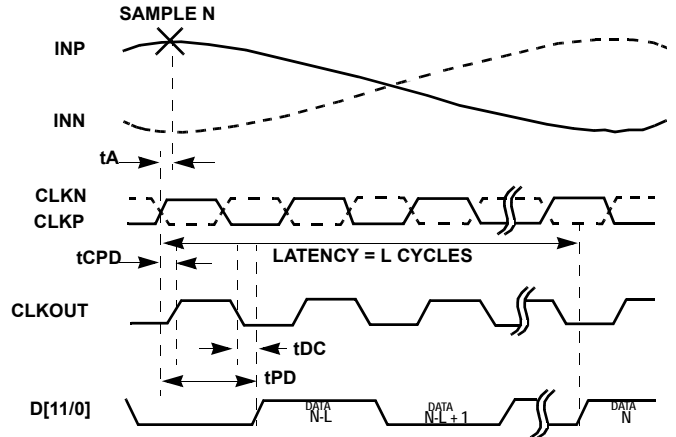 SAMPLE N
INP
INN
tA
CLKN
CLKP
LATENCY = L CYCLES
tCPD
CLKOUT
tDC
tPD
D[11/0]
DATA
N-L
DATA
N-L + 1
DATA
N